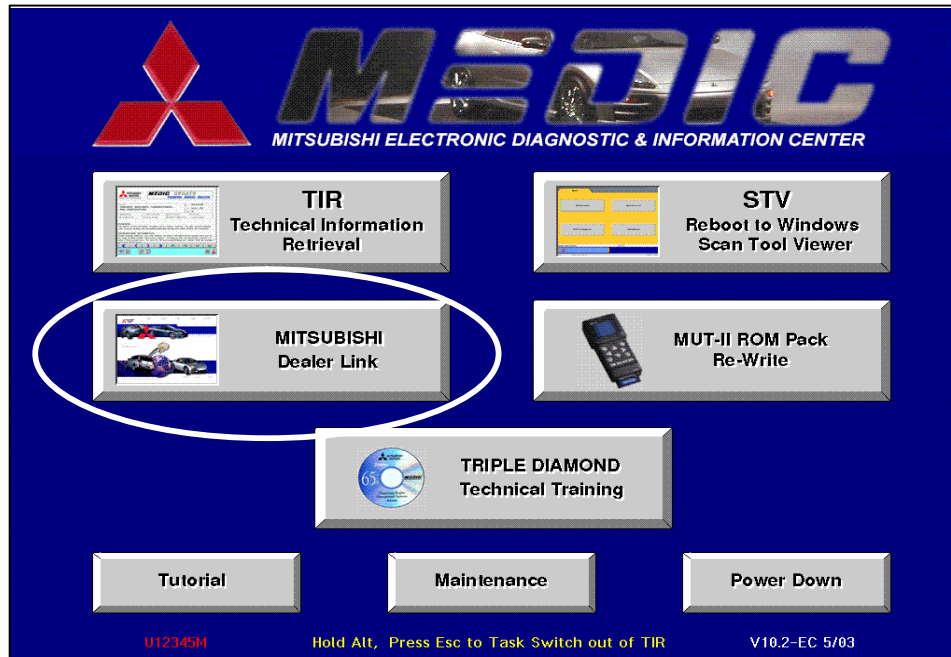 MEDIC
MITSUBISHI ELECTRONIC DIAGNOSTIC & INFORMATION CENTER
TIR
Technical Information
Retrieval
STV
Reboot to Windows
Scan Tool Viewer
MITSUBISHI
Dealer Link
MUT-II ROM Pack
Re-Write
65
TRIPLE DIAMOND
Technical Training
Tutorial
Maintenance
Power Down
U12345M
Hold Alt, Press Esc to Task Switch out of TIR
V10.2-EC 5/03